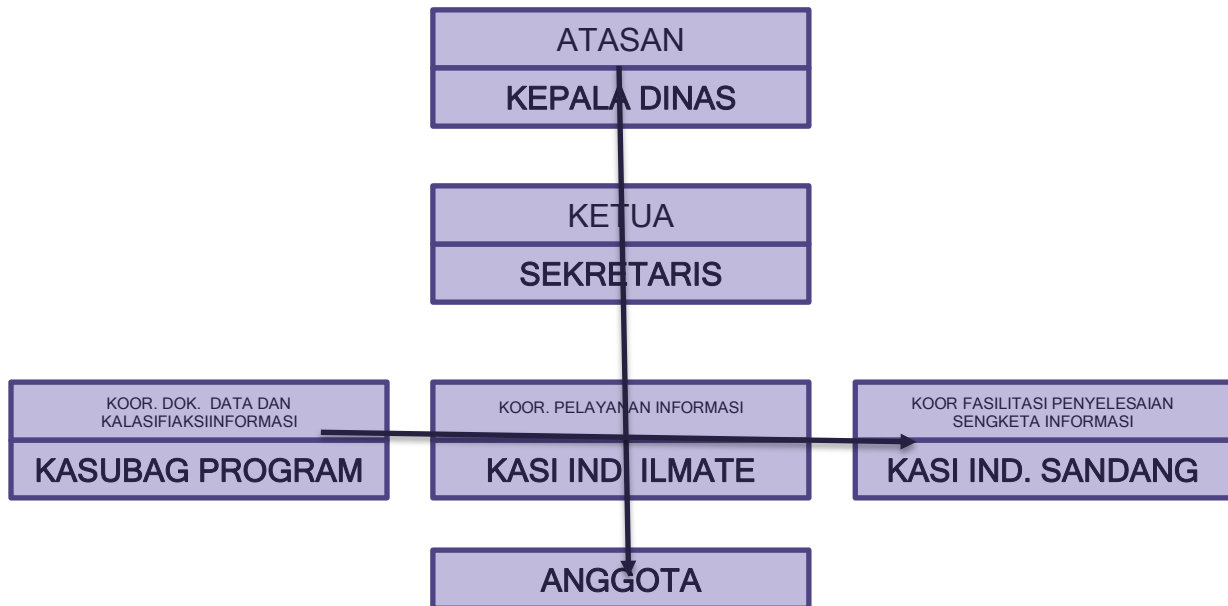 ATASAN
KEPALA DINAS
KETUA
SEKRETARIS
KOOR. DOK. DATA DAN
KALASIFIAKSIINFORMASI
KASUBAG PROGRAM
KOOR. PELAYANAN INFORMASI
KASI IND. ILMATE
KOOR FASILITASI PENYELESAIAN
SENGKETA INFORMASI
KASI IND. SANDANG
ANGGOTA